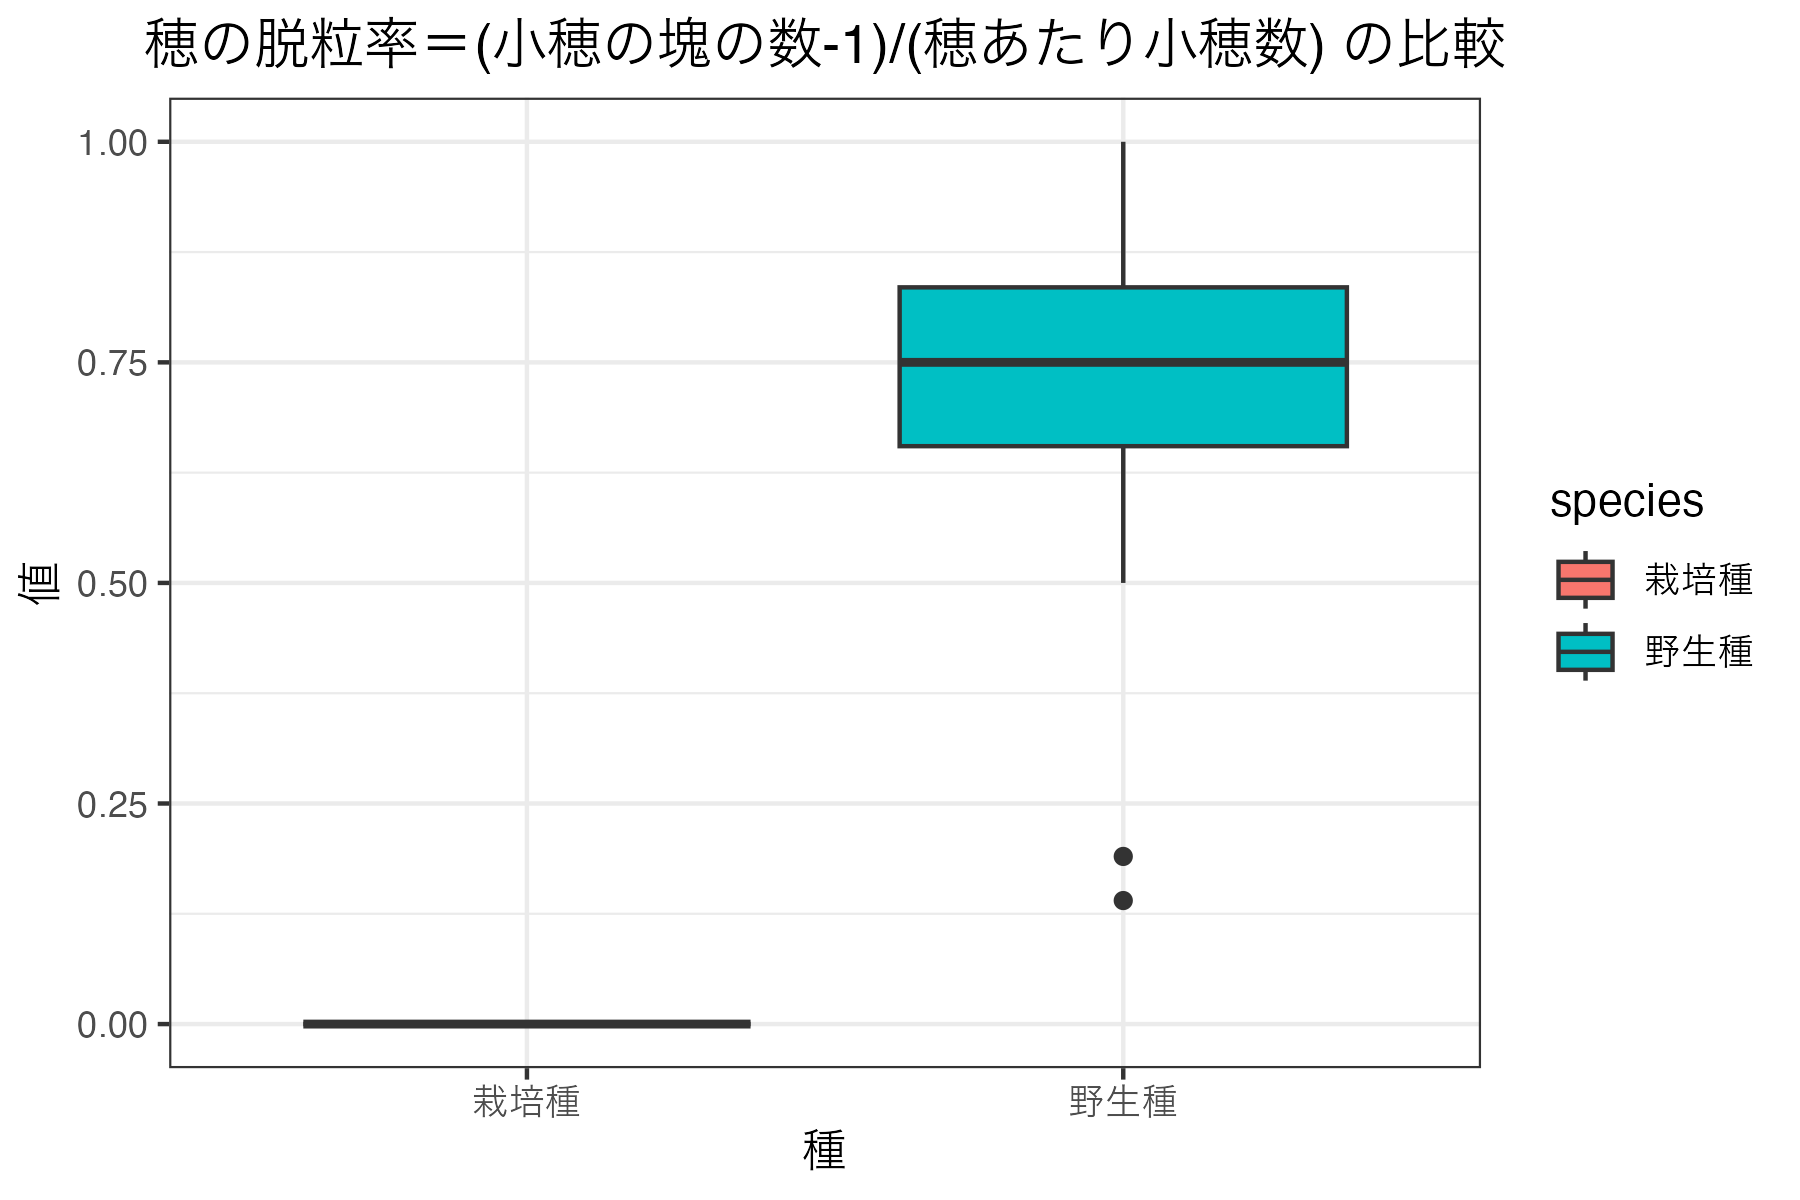 穂の脱粒率＝(小穂の塊の数-1)/(穂あたり小穂数) の比較
1.00
0.75
0.50
0.25
0.00
値
栽培種
野生種
種
species
栽培種
野生種